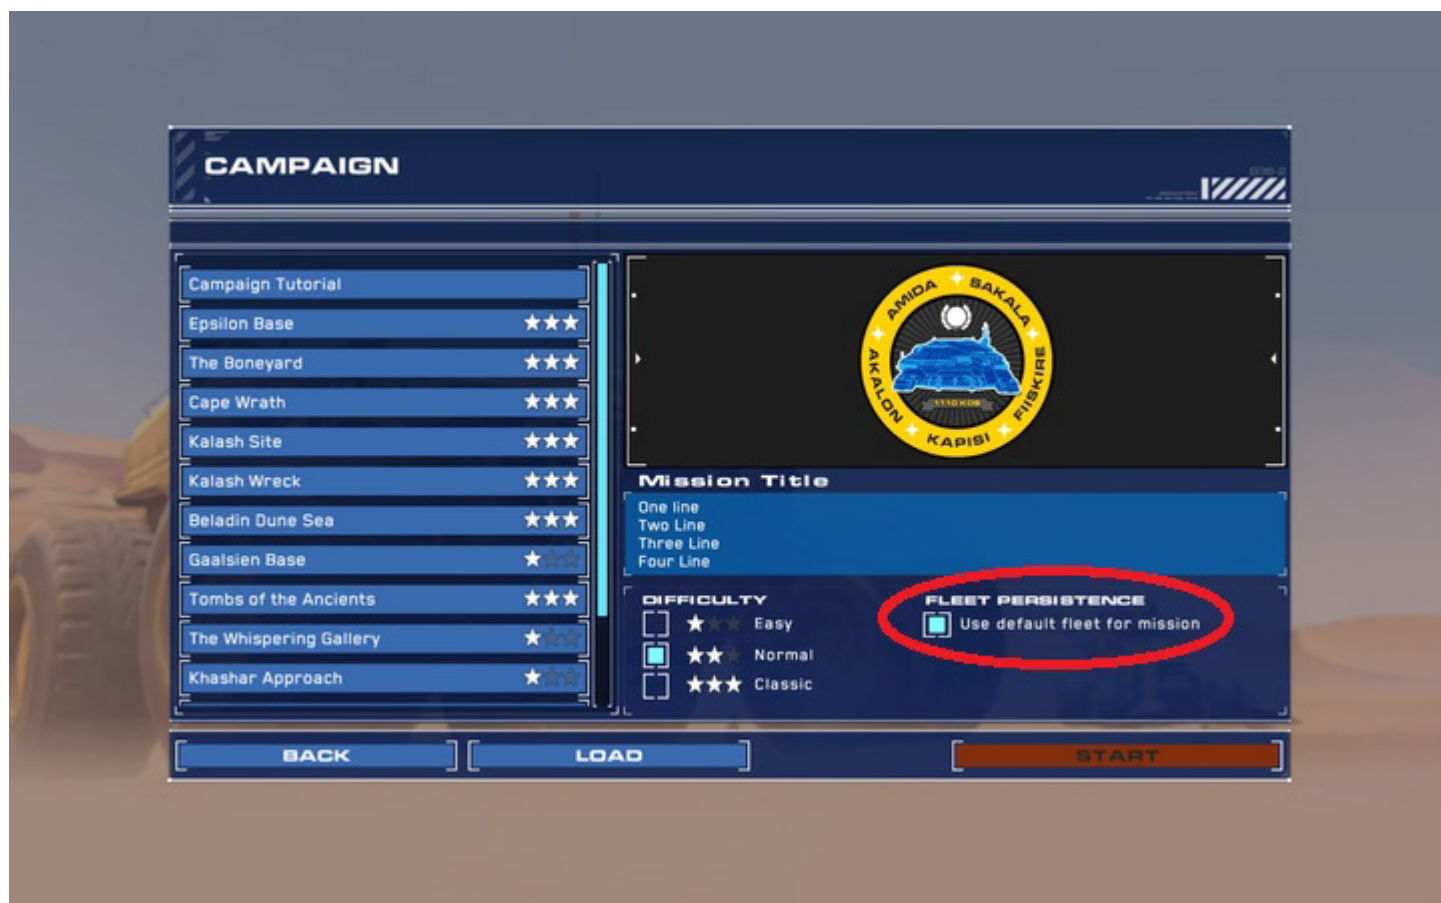 CAMPAIGN
Campaign Tutorial
Epsilon Base
The Boneyard
Cape Wrath
Kalash Site
Kalash Wreck
Beladin Dune Sea
Gaalsien Base
Tombs of the Ancients
The Whispering Gallery
Khashar Approach
AMIDA SAKALA FIISKIRE KAPISI AKALON
Mission Title
One line
Two Line
Three Line
Four Line
DIFFICULTY
Easy
Normal
Classic
FLEET PERSISTENCE
Use default fleet for mission
BACK
LOAD
START